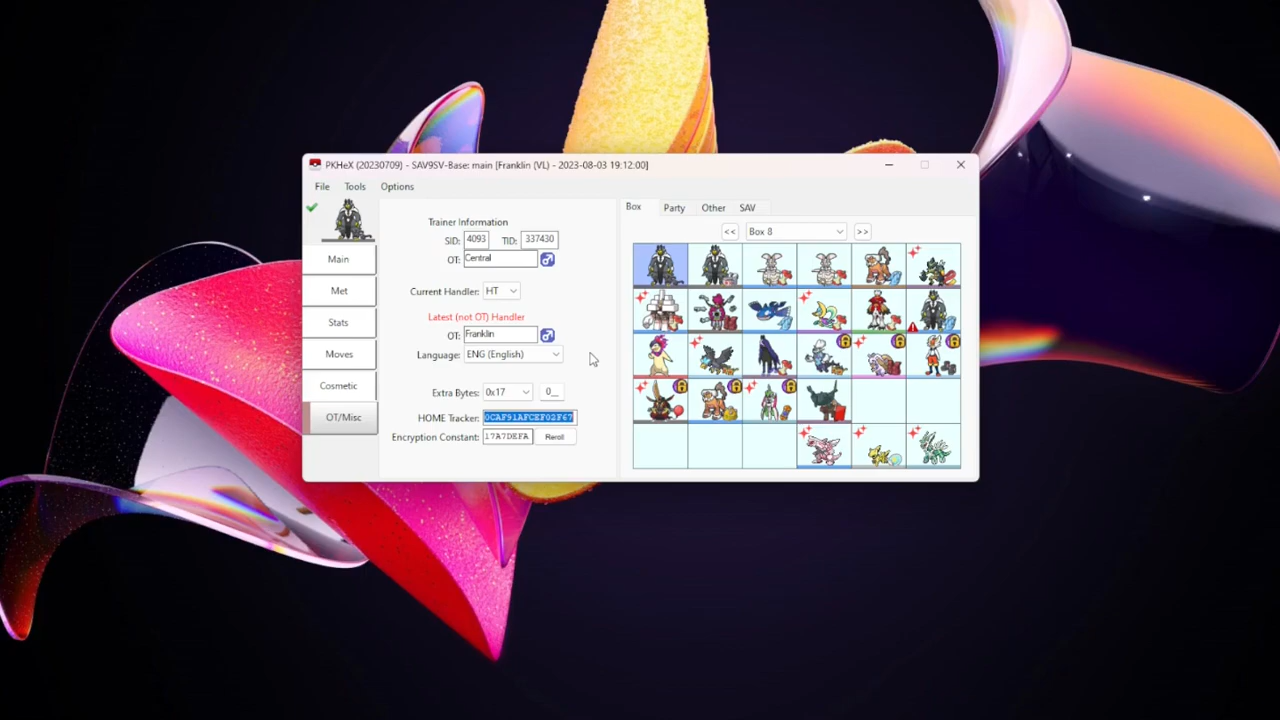 PKHeX (20230709) - SAV9SV-Base: main [Franklin (VL) - 2023-08-03 19:12:00]
File Tools Options
Main
Met
Stats
Moves
Cosmetic
OT/Misc
Trainer Information
SID: 4093 TID: 337430
OT: Central
Current Handler: HT
Latest (not OT) Handler
OT: Franklin
Language: ENG (English)
Extra Bytes: 0x17 0_
HOME Tracker: 0CAF91AFCEF02F67
Encryption Constant: 17A7DEFA Reroll
Box Party Other SAV
<< Box 8 >>